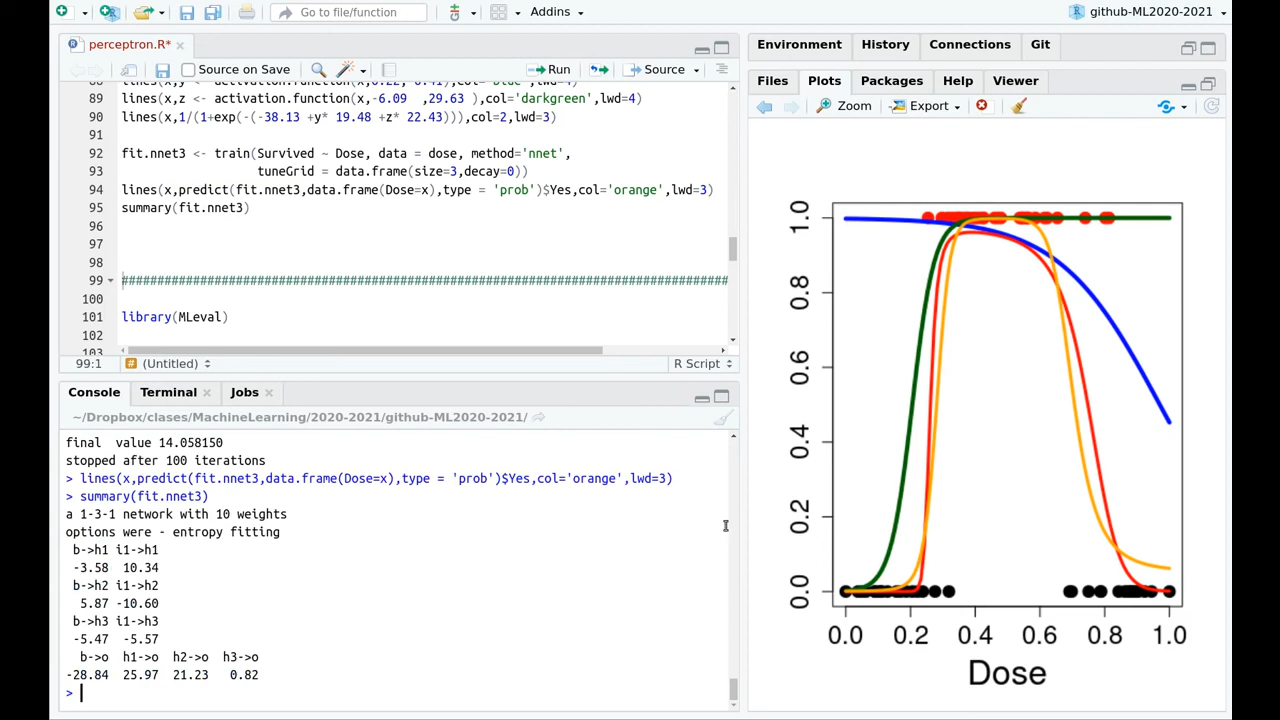 Go to file/function
Addins
github-ML2020-2021
perceptron.R*
Source on Save
Run
Source
89 lines(x,z <- activation.function(x,-6.09 ,29.63 ),col='darkgreen',lwd=4)
90 lines(x,1/(1+exp(-(-38.13 +y* 19.48 +z* 22.43))),col=2,lwd=3)
91
92 fit.nnet3 <- train(Survived ~ Dose, data = dose, method='nnet',
93 tuneGrid = data.frame(size=3,decay=0))
94 lines(x,predict(fit.nnet3,data.frame(Dose=x),type = 'prob')$Yes,col='orange',lwd=3)
95 summary(fit.nnet3)
96
97
98
99 ####################################################################################
100
101 library(MLeval)
102
103
99:1
# (Untitled)
R Script
Console
Terminal
Jobs
~/Dropbox/clases/MachineLearning/2020-2021/github-ML2020-2021/
final value 14.058150
stopped after 100 iterations
> lines(x,predict(fit.nnet3,data.frame(Dose=x),type = 'prob')$Yes,col='orange',lwd=3)
> summary(fit.nnet3)
a 1-3-1 network with 10 weights
options were - entropy fitting
b->h1 i1->h1
-3.58 10.34
b->h2 i1->h2
5.87 -10.60
b->h3 i1->h3
-5.47 -5.57
b->o h1->o h2->o h3->o
-28.84 25.97 21.23 0.82
>
Environment
History
Connections
Git
Files
Plots
Packages
Help
Viewer
Zoom
Export
1.0
0.8
0.6
0.4
0.2
0.0
0.0 0.2 0.4 0.6 0.8 1.0
Dose